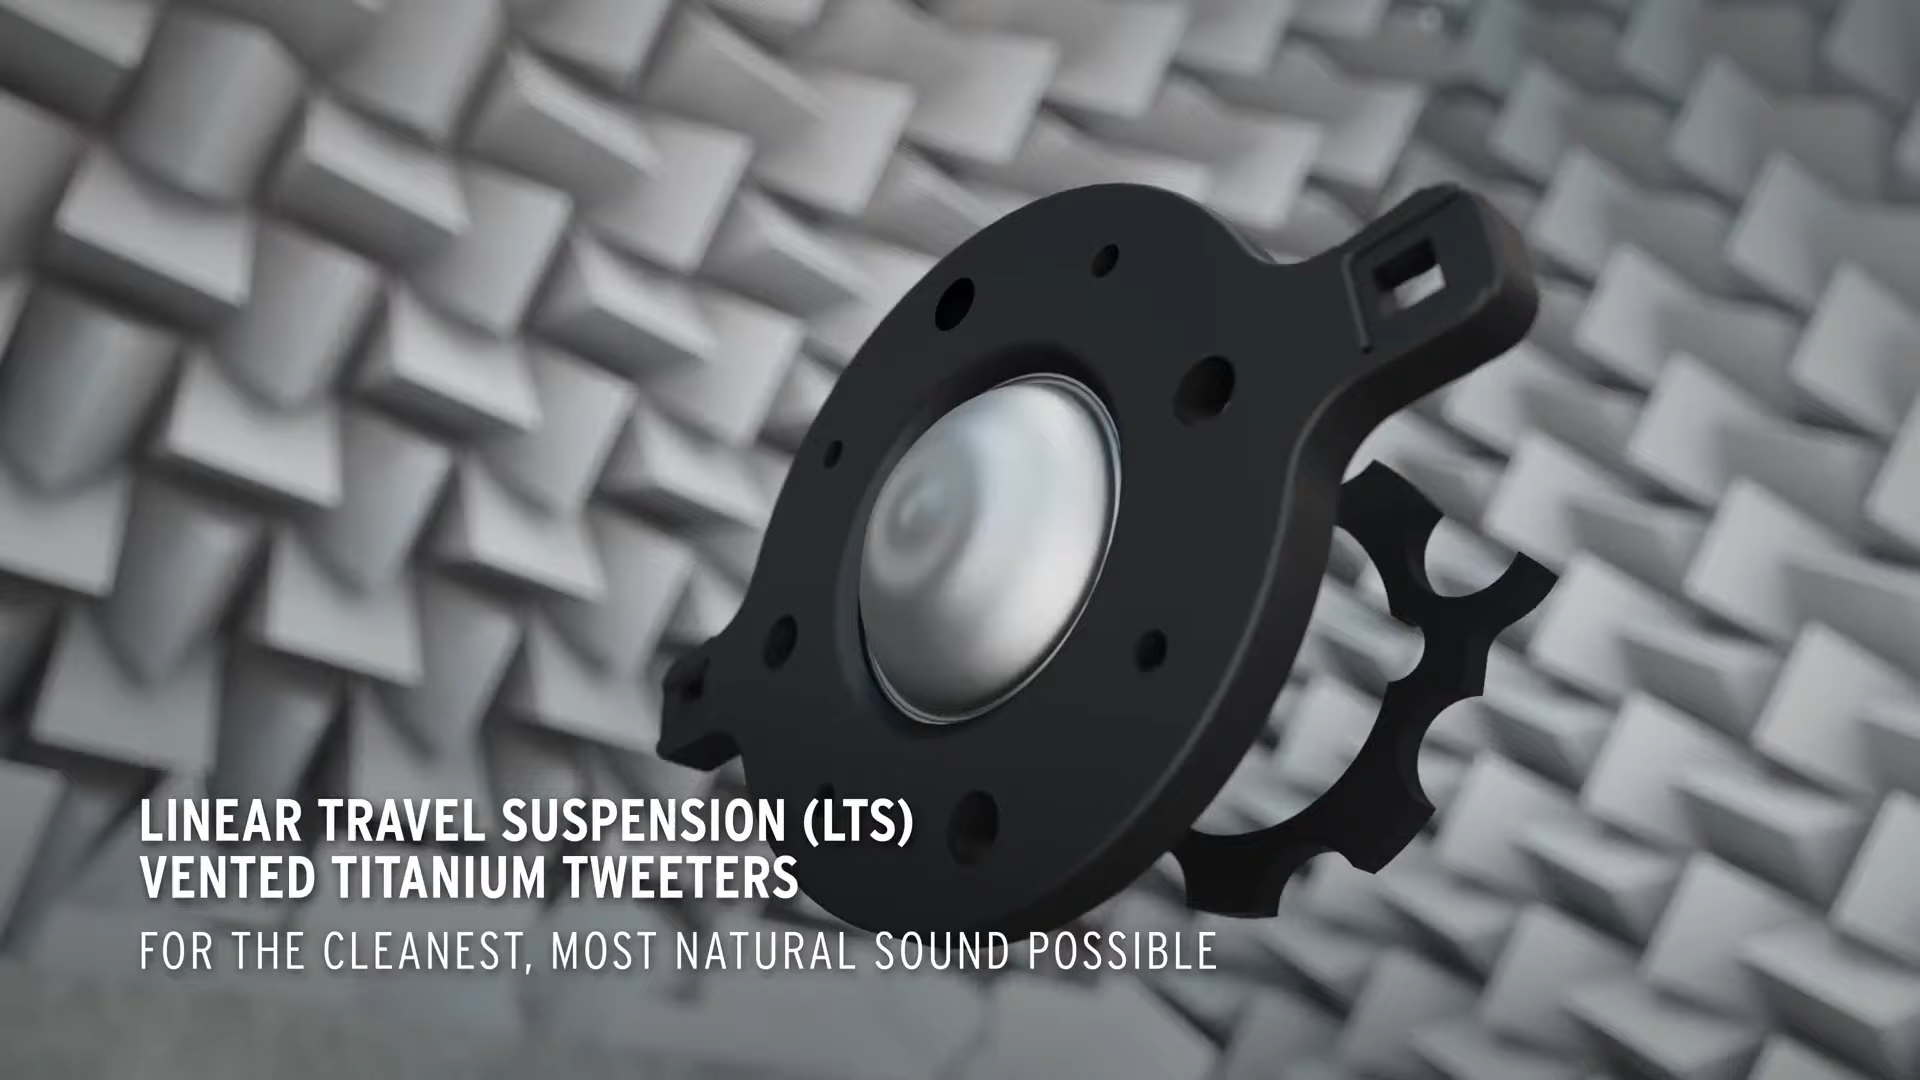 LINEAR TRAVEL SUSPENSION (LTS)
VENTED TITANIUM TWEETERS
FOR THE CLEANEST, MOST NATURAL SOUND POSSIBLE